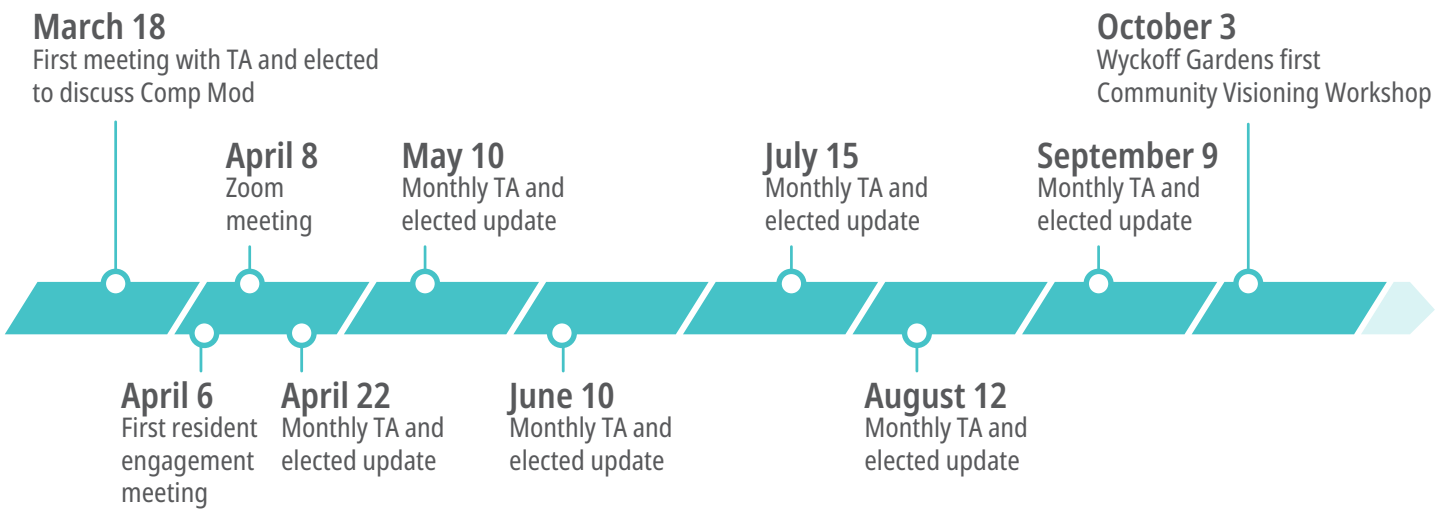 March 18
First meeting with TA and elected
to discuss Comp Mod
October 3
Wyckoff Gardens first
Community Visioning Workshop
April 8
Zoom
meeting
May 10
Monthly TA and
elected update
July 15
Monthly TA and
elected update
September 9
Monthly TA and
elected update
April 6
First resident
engagement
meeting
April 22
Monthly TA and
elected update
June 10
Monthly TA and
elected update
August 12
Monthly TA and
elected update